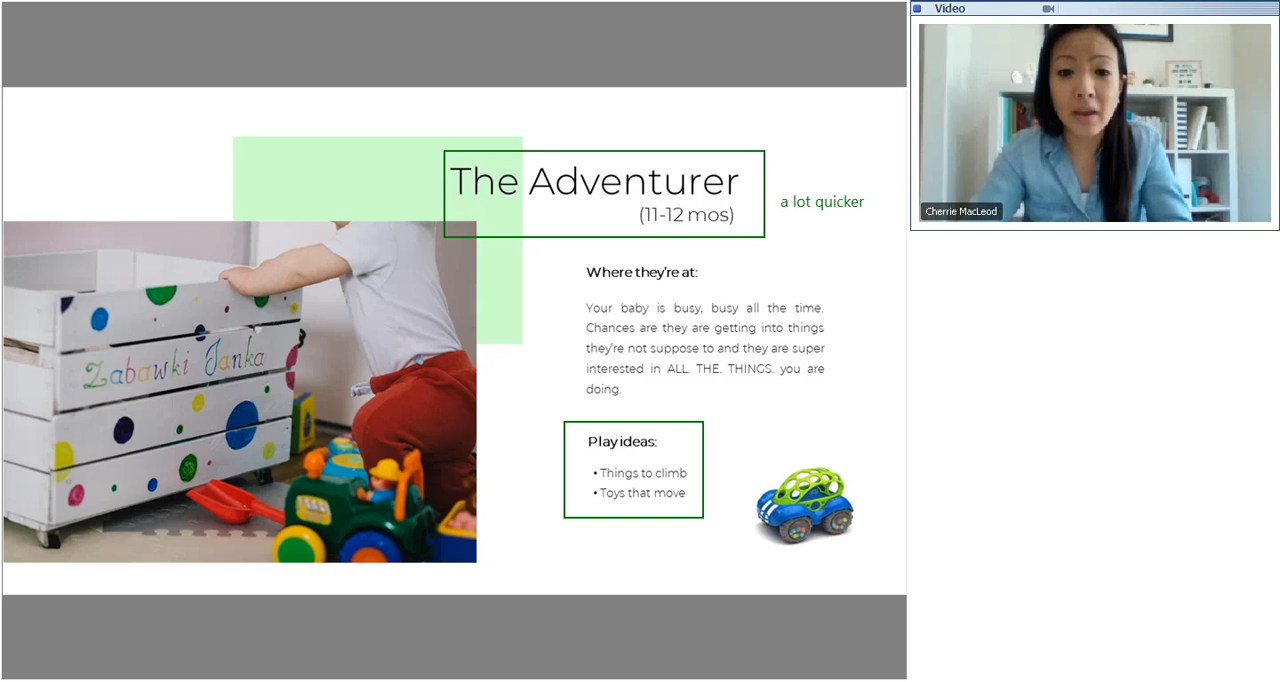 Video
The Adventurer
(11-12 mos)
a lot quicker
Cherrie MacLeod
Where they're at:
Your baby is busy, busy all the time.
Chances are they are getting into things
they're not suppose to and they are super
interested in ALL. THE. THINGS. you are
doing.
Zabawki Janka
Play ideas:
• Things to climb
• Toys that move